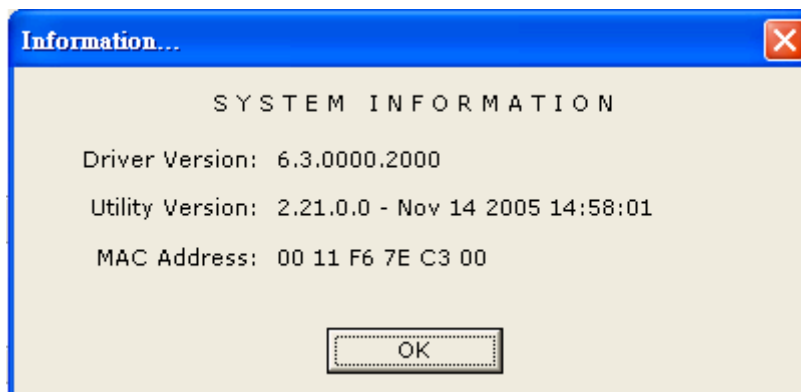 Information...
SYSTEM INFORMATION
Driver Version: 6.3.0000.2000
Utility Version: 2.21.0.0 - Nov 14 2005 14:58:01
MAC Address: 00 11 F6 7E C3 00
OK